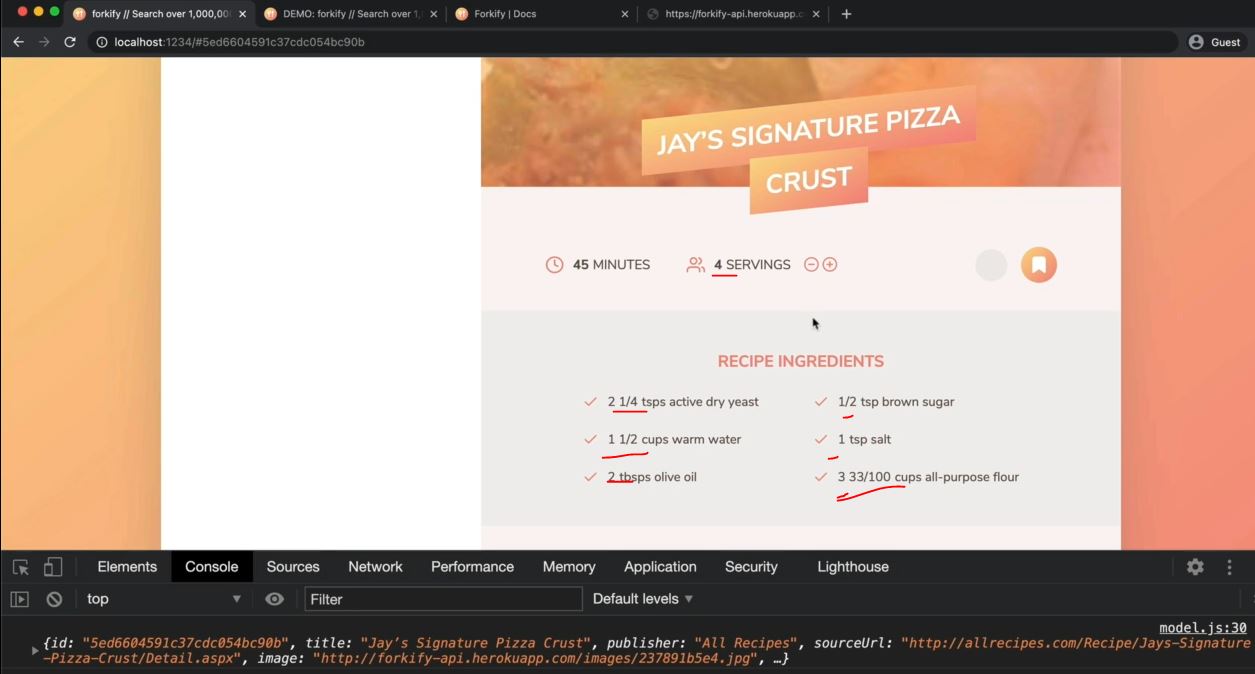 forkify // Search over 1,000,00
DEMO: forkify // Search over 1,
Forkify | Docs
https://forkify-api.herokuapp.c
localhost:1234/#5ed6604591c37cdc054bc90b
Guest
JAY'S SIGNATURE PIZZA
CRUST
45 MINUTES
4 SERVINGS
RECIPE INGREDIENTS
2 1/4 tsps active dry yeast
1/2 tsp brown sugar
1 1/2 cups warm water
1 tsp salt
2 tbsps olive oil
3 33/100 cups all-purpose flour
Elements Console Sources Network Performance Memory Application Security Lighthouse
top
Filter
Default levels
model.js:30
{id: "5ed6604591c37cdc054bc90b", title: "Jay’s Signature Pizza Crust", publisher: "All Recipes", sourceUrl: "http://allrecipes.com/Recipe/Jays-Signature
-Pizza-Crust/Detail.aspx", image: "http://forkify-api.herokuapp.com/images/237891b5e4.jpg", …}